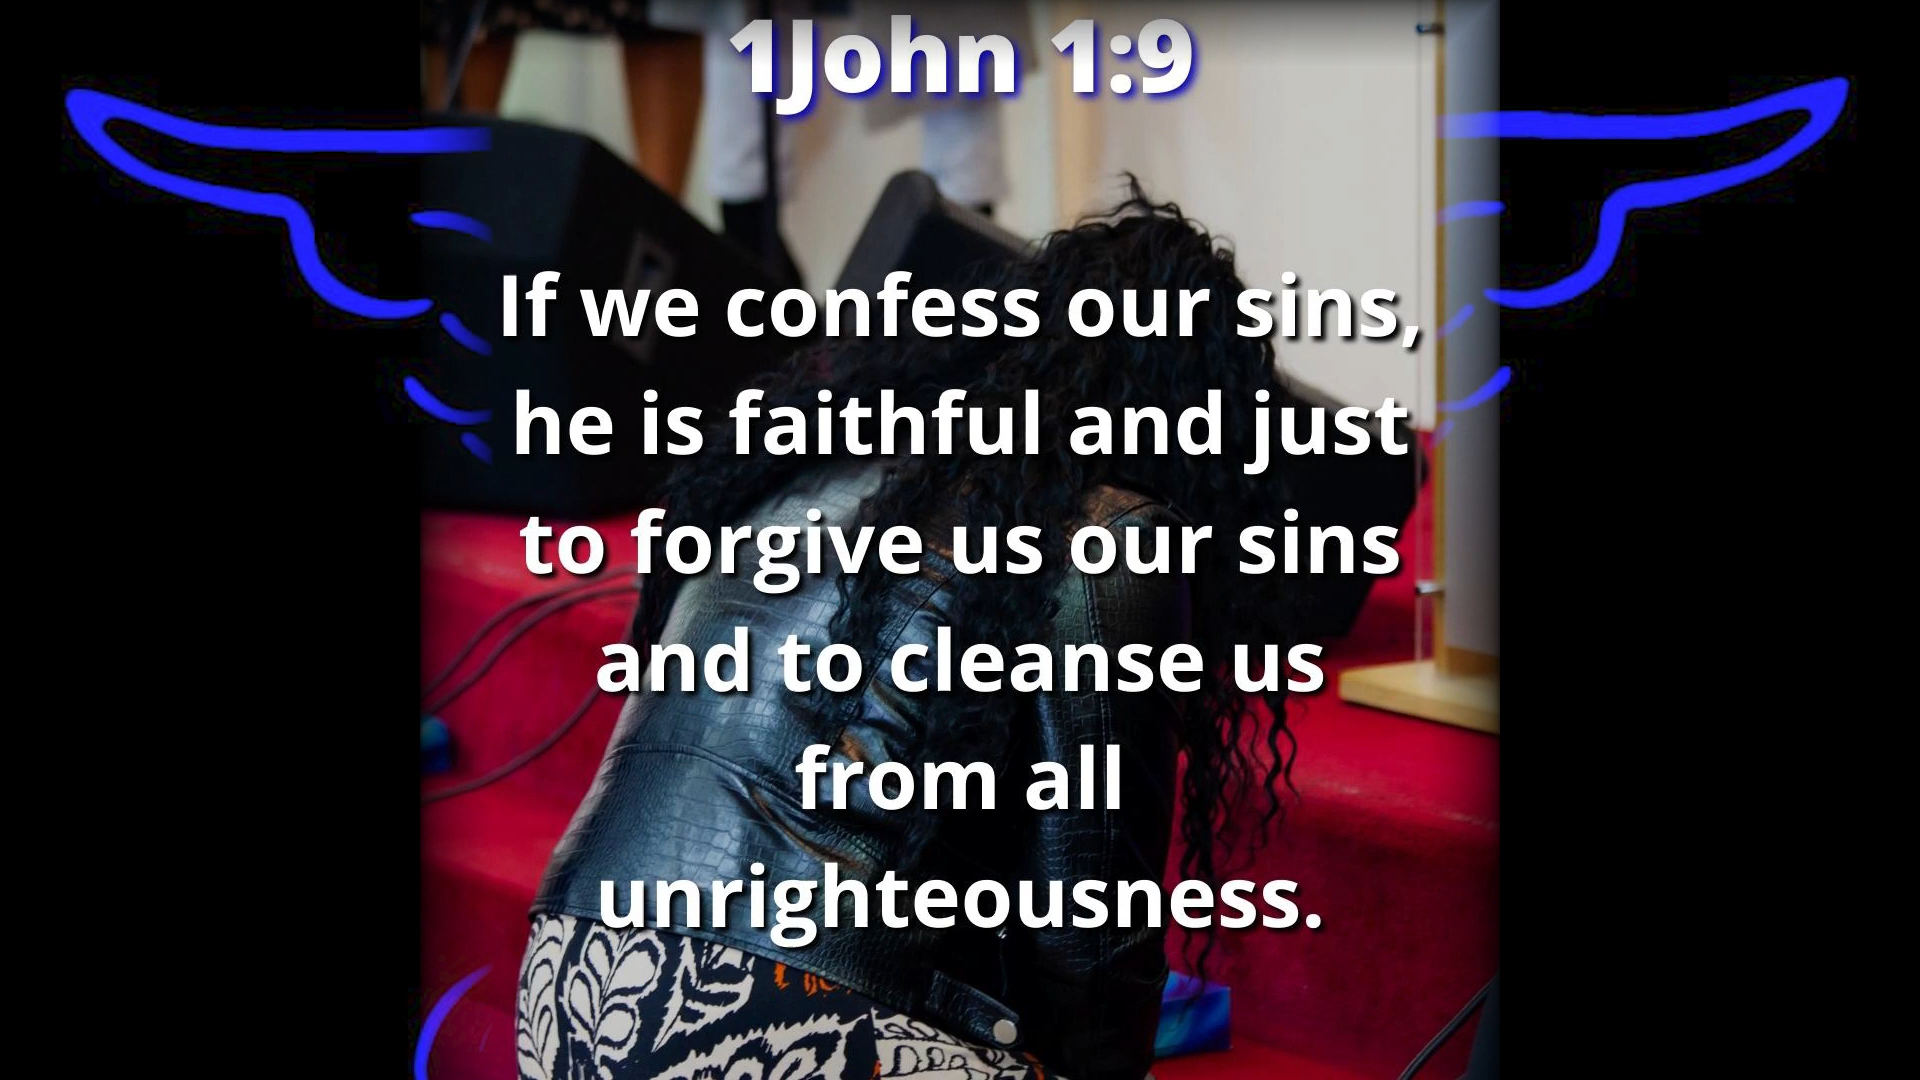 1John 1:9
If we confess our sins,
he is faithful and just
to forgive us our sins
and to cleanse us
from all
unrighteousness.